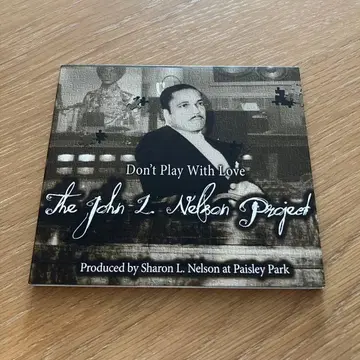 Don't Play With Love
The John L. Nelson Project
Produced by Sharon L. Nelson at Paisley Park